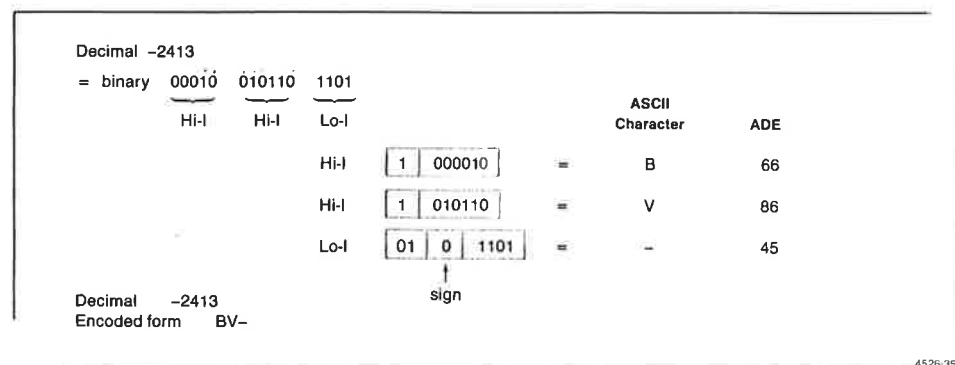 Decimal -2413
= binary 00010 010110 1101
Hi-I Hi-I Lo-I
ASCII
Character ADE
Hi-I 1 000010 = B 66
Hi-I 1 010110 = V 86
Lo-I 01 0 1101 = - 45
sign
Decimal -2413
Encoded form BV-
4526-39